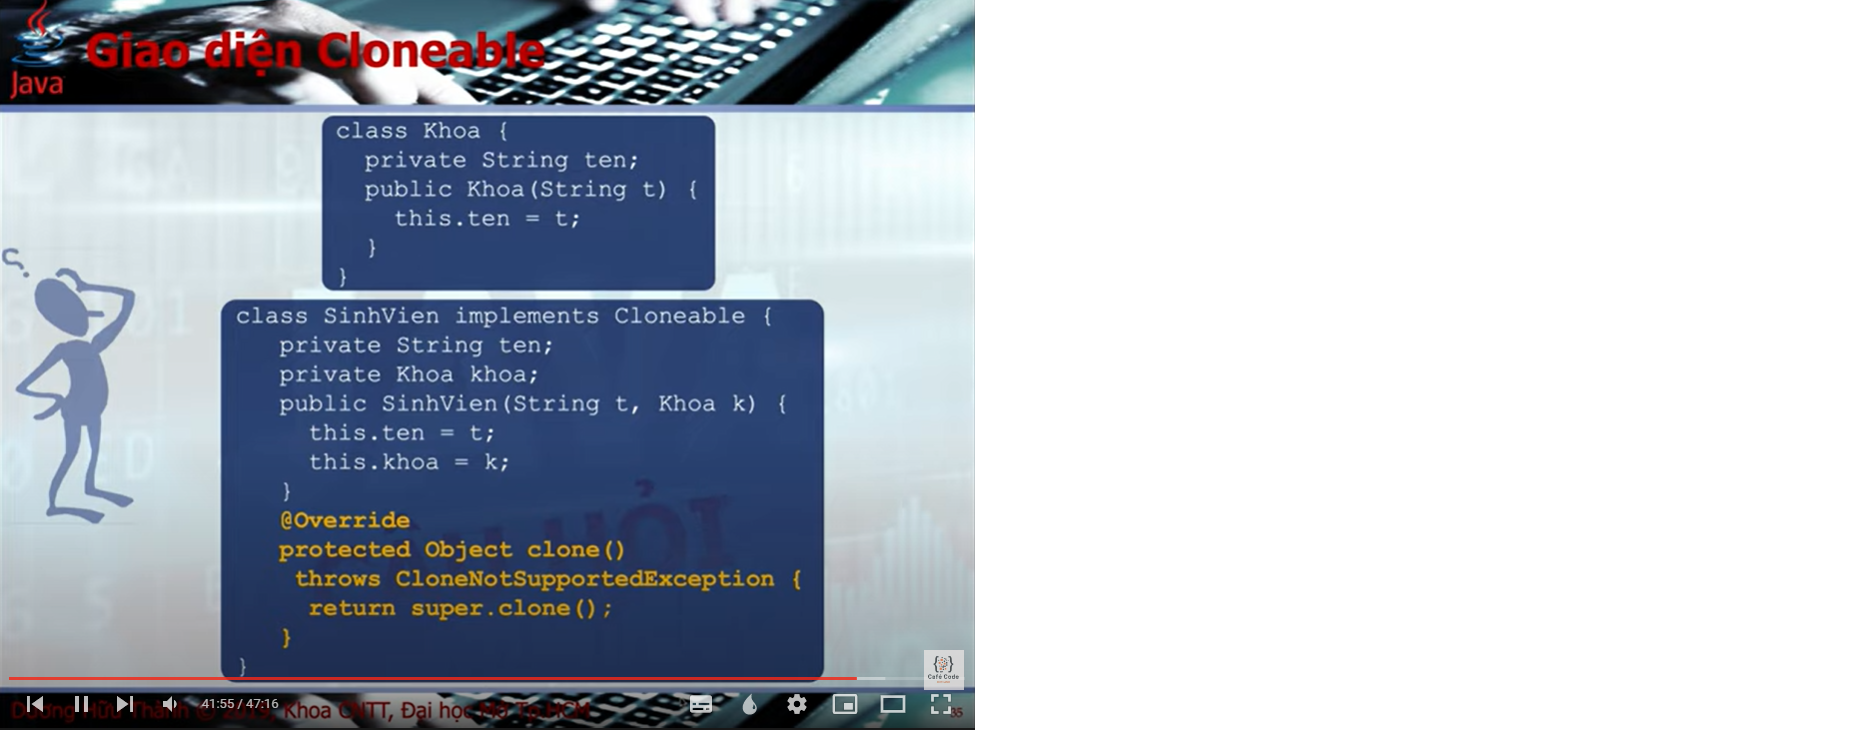 Java
Giao diện Cloneable
class Khoa {
private String ten;
public Khoa(String t) {
this.ten = t;
}
}
class SinhVien implements Cloneable {
private String ten;
private Khoa khoa;
public SinhVien(String t, Khoa k) {
this.ten = t;
this.khoa = k;
}
@Override
protected Object clone()
throws CloneNotSupportedException {
return super.clone();
}
}
{ }
Café Code
41:55 / 47:16
Dương Hữu Thành © Khoa CNTT, Đại học Mở Tp.HCM
35